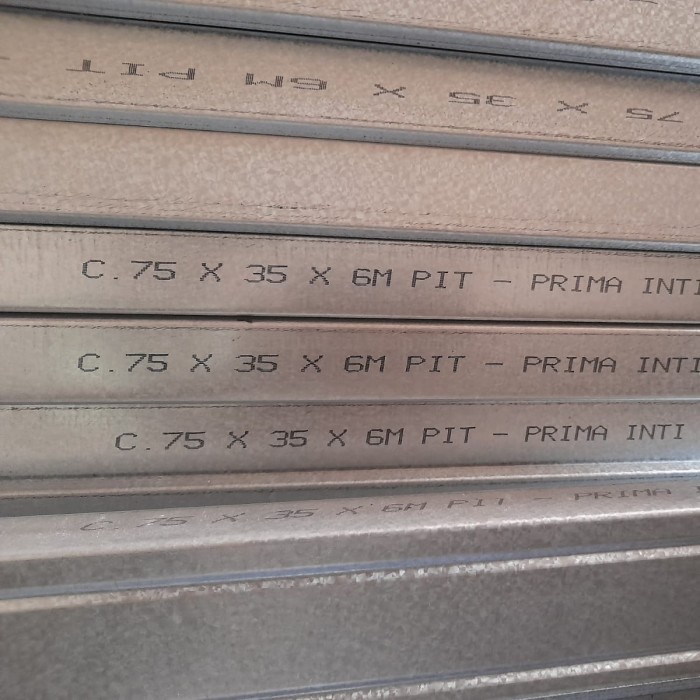 75 X 35 X 6M PIT -
C.75 X 35 X 6M PIT - PRIMA INTI
C.75 X 35 X 6M PIT - PRIMA INTI
C.75 X 35 X 6M PIT - PRIMA INTI
C.75 X 35 X 6M PIT - PRIMA